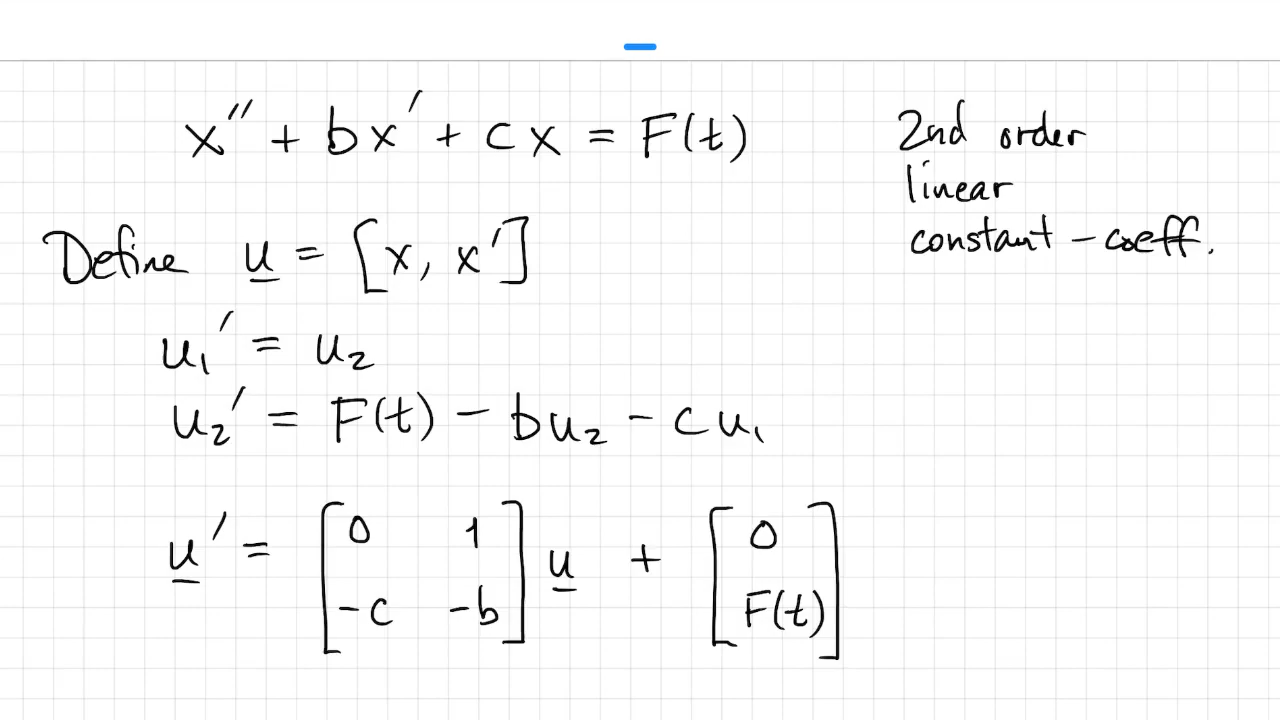 x″ + bx′ + cx = F(t)
2nd order
linear
constant – coeff.
Define u = [x, x′]
u₁′ = u₂
u₂′ = F(t) – bu₂ – cu₁
u′ = [0 1
-c -b] u + [0
F(t)]